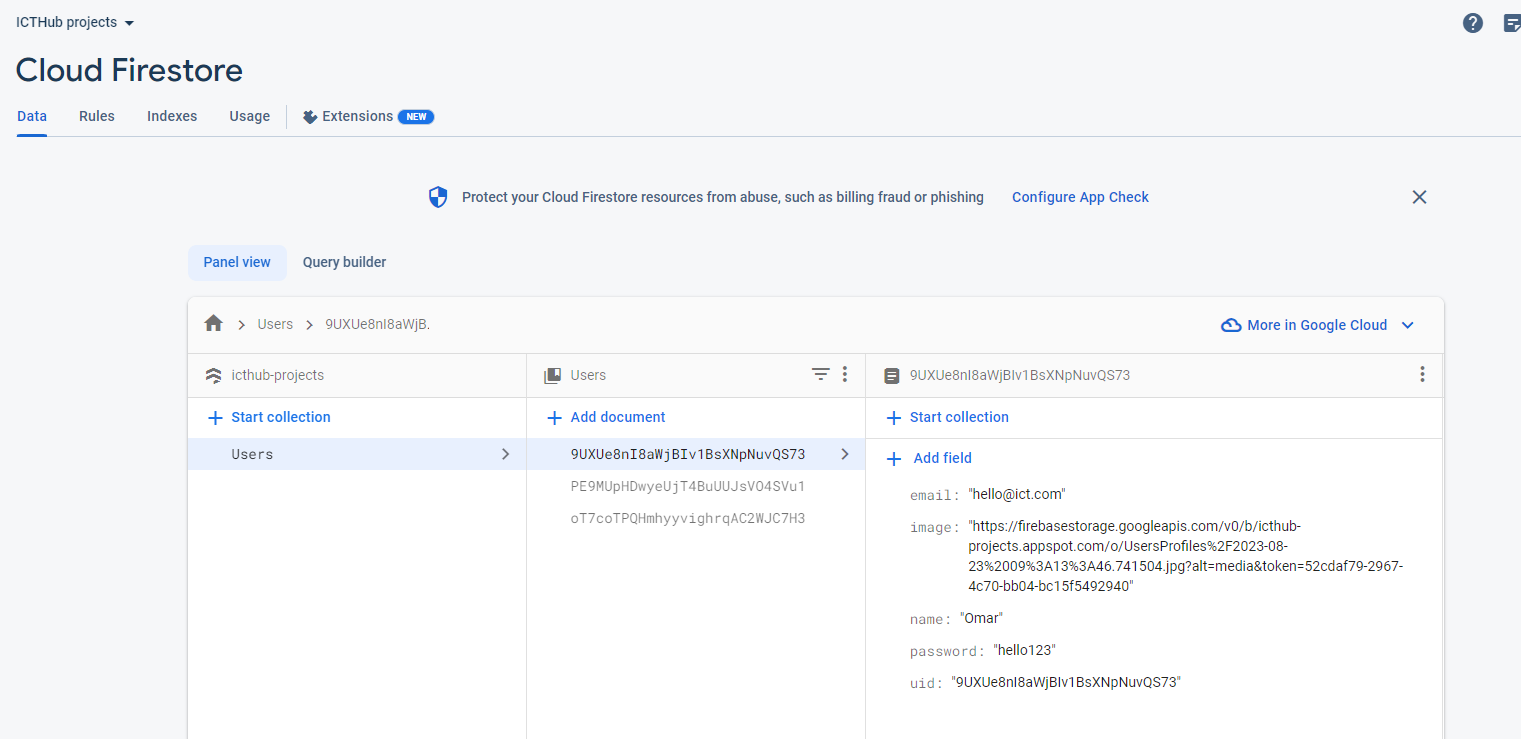 ICTHub projects
Cloud Firestore
Data Rules Indexes Usage Extensions NEW
Protect your Cloud Firestore resources from abuse, such as billing fraud or phishing Configure App Check
Panel view Query builder
Users 9UXUe8nI8aWjB.
More in Google Cloud
icthub-projects
Users
9UXUe8nI8aWjBIv1BsXNpNuvQS73
Start collection
Add document
Start collection
Users
9UXUe8nI8aWjBIv1BsXNpNuvQS73
PE9MUpHDwyeUjT4BuUUJsVO4SVu1
oT7coTPQHmhyyvighrqAC2WJC7H3
Add field
email: "hello@ict.com"
image: "https://firebasestorage.googleapis.com/v0/b/icthub-
projects.appspot.com/o/UsersProfiles%2F2023-08-
23%2009%3A13%3A46.741504.jpg?alt=media&token=52cdaf79-2967-
4c70-bb04-bc15f5492940"
name: "Omar"
password: "hello123"
uid: "9UXUe8nI8aWjBIv1BsXNpNuvQS73"